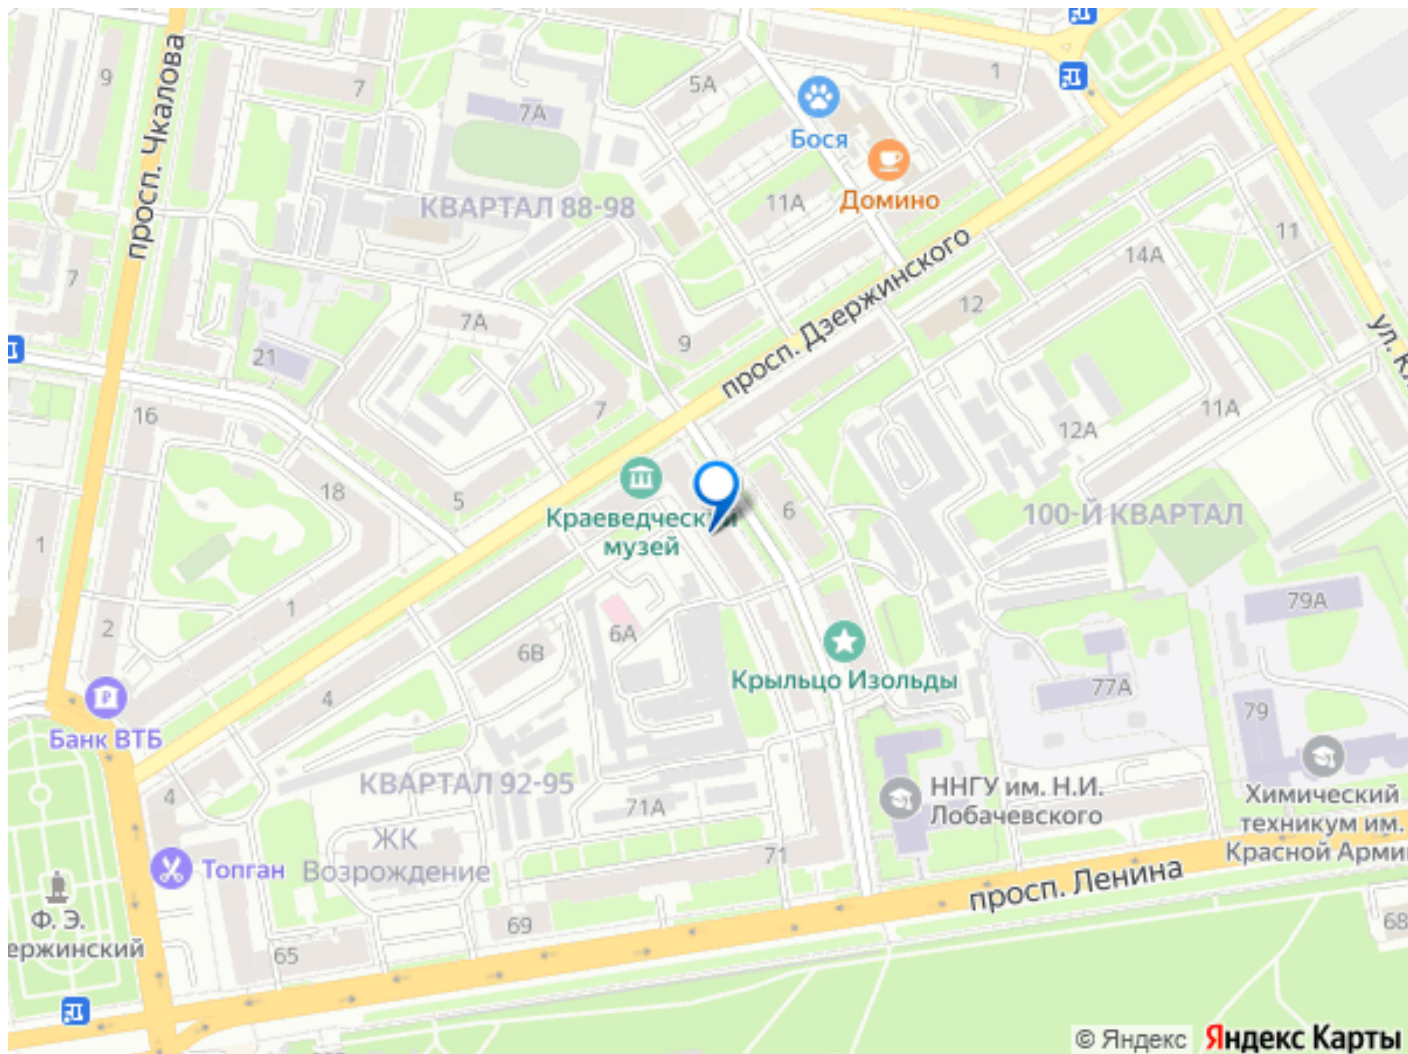 9
просп. Чкалова
7
7А
5А
1
Бося
Домино
11А
КВАРТАЛ 88-98
просп. Дзержинского
11
14А
12
7
7А
21
9
ул. К
16
7
11А
12А
18
5
Краеведческий
музей
6
100-Й КВАРТАЛ
1
1
2
6А
6В
79А
Крыльцо Изольды
77А
79
4
Банк ВТБ
КВАРТАЛ 92-95
4
71А
ННГУ им. Н.И.
Лобачевского
Химический
техникум им.
Красной Арми
ЖК
Возрождение
Топган
71
просп. Ленина
Ф. Э.
ержинский
69
68
65
© Яндекс Яндекс Карты